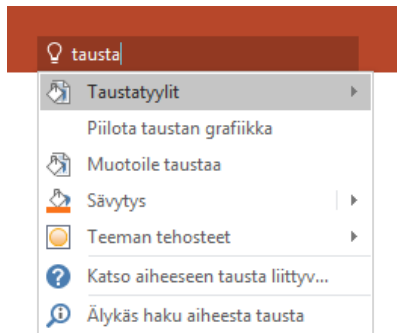 tausta
Taustatyylit
Piilota taustan grafiikka
Muotoile taustaa
Sävytys
Teeman tehosteet
Katso aiheeseen tausta liittyv...
Älykäs haku aiheesta tausta